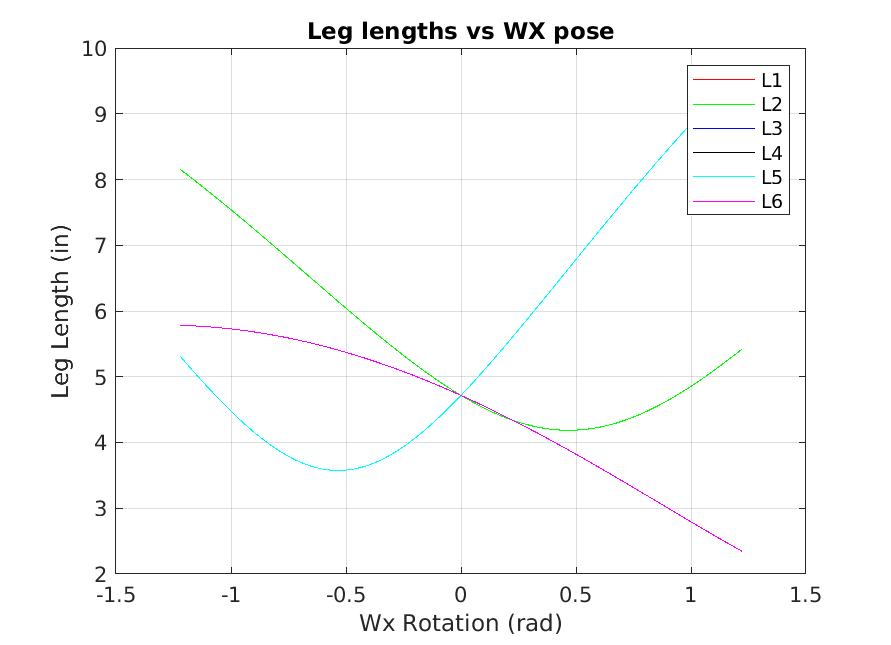 Leg lengths vs WX pose
10
9
8
7
6
5
4
3
2
Leg Length (in)
-1.5 -1 -0.5 0 0.5 1 1.5
Wx Rotation (rad)
L1
L2
L3
L4
L5
L6